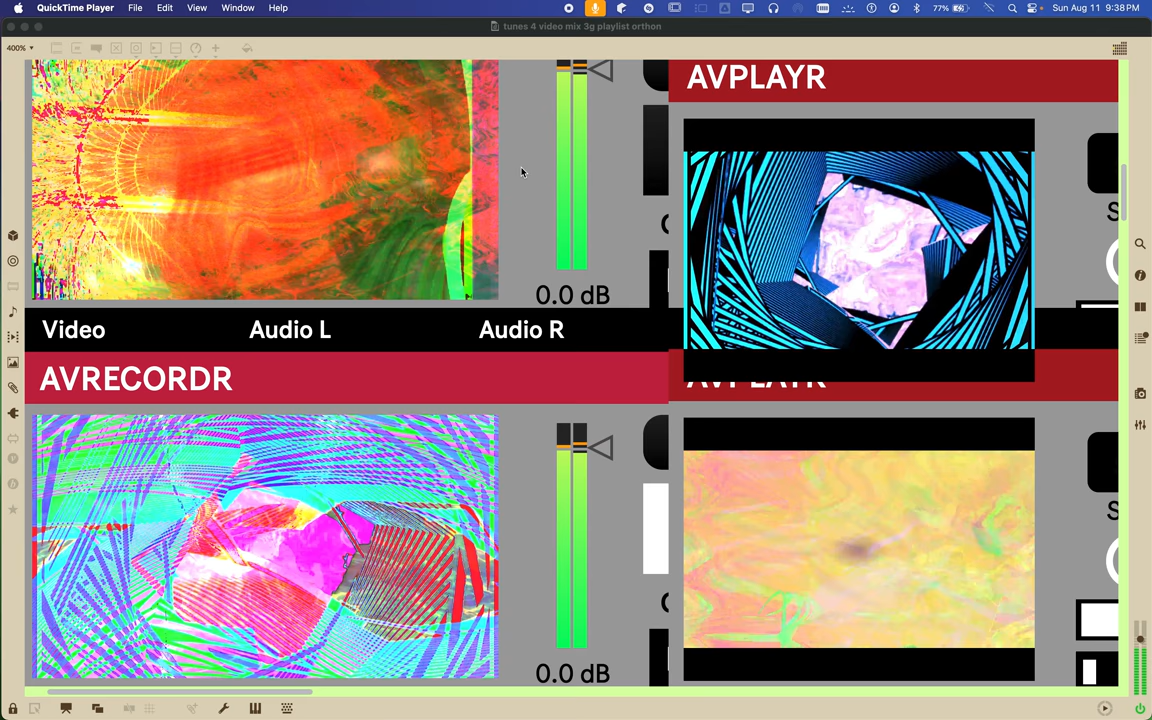 QuickTime Player File Edit View Window Help 77% Sun Aug 11 9:38 PM
tunes 4 video mix 3g playlist orthon
400%
AVPLAYR
S
0.0 dB
Video Audio L Audio R
AVRECORDR
AVPLAYR
S
0.0 dB